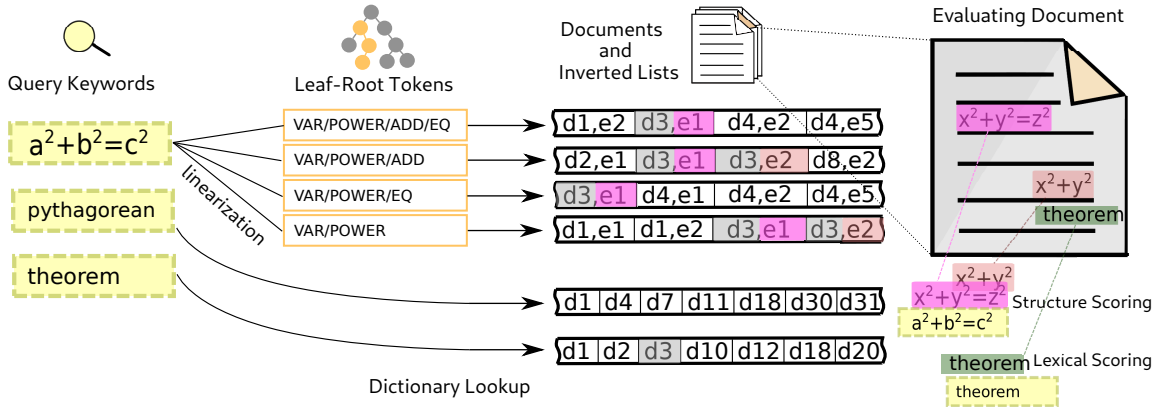 Query Keywords
a²+b²=c²
pythagorean
theorem
linearization
Leaf-Root Tokens
VAR/POWER/ADD/EQ
VAR/POWER/ADD
VAR/POWER/EQ
VAR/POWER
Dictionary Lookup
Documents
and
Inverted Lists
d1,e2 d3,e1 d4,e2 d4,e5
d2,e1 d3,e1 d3,e2 d8,e2
d3,e1 d4,e1 d4,e2 d4,e5
d1,e1 d1,e2 d3,e1 d3,e2
d1 d4 d7 d11 d18 d30 d31
d1 d2 d3 d10 d12 d18 d20
Evaluating Document
x²+y²=z²
x²+y²
theorem
x²+y²
x²+y²=z²
Structure Scoring
a²+b²=c²
theorem
Lexical Scoring
theorem